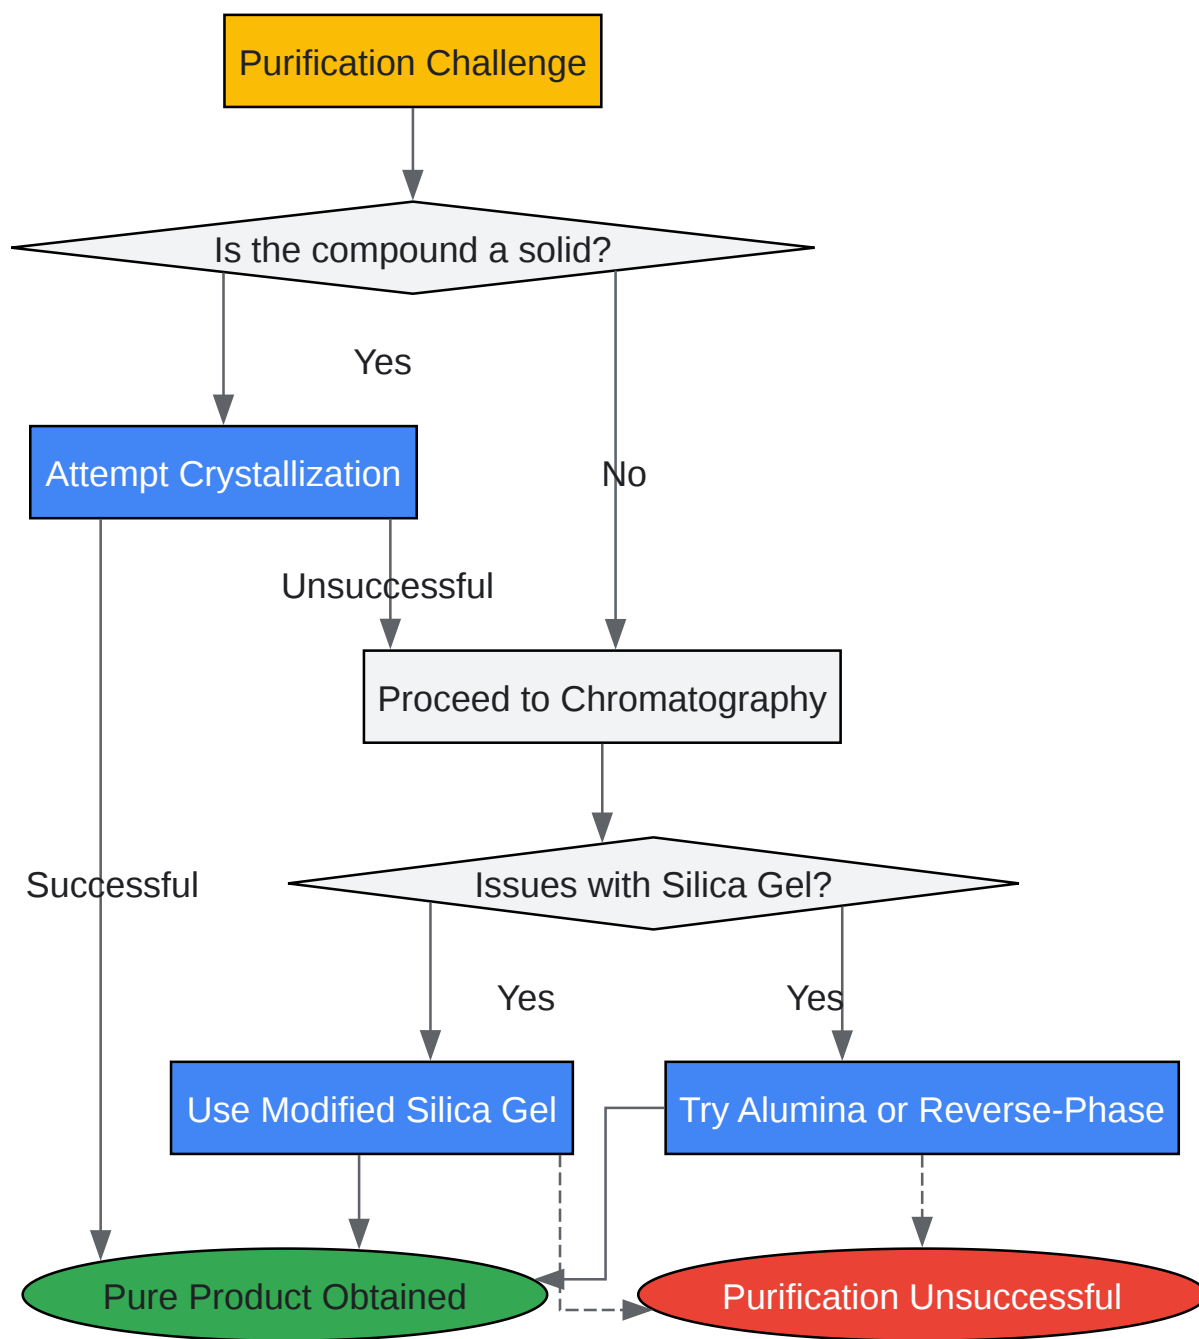 Purification Challenge
Is the compound a solid?
Yes
Attempt Crystallization
No
Unsuccessful
Proceed to Chromatography
Successful
Issues with Silica Gel?
Yes
Yes
Use Modified Silica Gel
Try Alumina or Reverse-Phase
Pure Product Obtained
Purification Unsuccessful